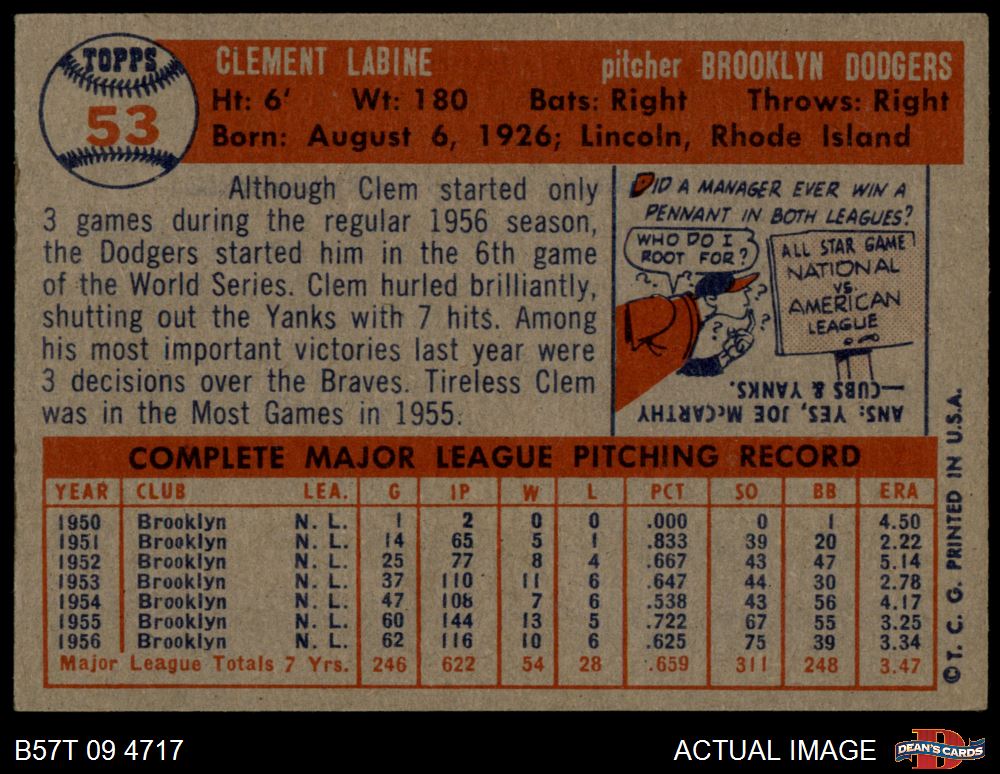 TOPPS
53
CLEMENT LABINE pitcher BROOKLYN DODGERS
Ht: 6' Wt: 180 Bats: Right Throws: Right
Born: August 6, 1926; Lincoln, Rhode Island
Although Clem started only
3 games during the regular 1956 season,
the Dodgers started him in the 6th game
of the World Series. Clem hurled brilliantly,
shutting out the Yanks with 7 hits. Among
his most important victories last year were
3 decisions over the Braves. Tireless Clem
was in the Most Games in 1955.
DID A MANAGER EVER WIN A
PENNANT IN BOTH LEAGUES?
WHO DO I
ROOT FOR?
ALL STAR GAME
NATIONAL
VS.
AMERICAN
LEAGUE
ANS: YES, JOE McCARTHY
—CUBS & YANKS.
COMPLETE MAJOR LEAGUE PITCHING RECORD
YEAR CLUB LEA. G IP W L PCT SO BB ERA
1950 Brooklyn N. L. 1 2 0 0 .000 0 1 4.50
1951 Brooklyn N. L. 14 65 5 1 .833 39 20 2.22
1952 Brooklyn N. L. 25 77 8 4 .667 43 47 5.14
1953 Brooklyn N. L. 37 110 11 6 .647 44 30 2.78
1954 Brooklyn N. L. 47 108 7 6 .538 43 56 4.17
1955 Brooklyn N. L. 60 144 13 5 .722 67 55 3.25
1956 Brooklyn N. L. 62 116 10 6 .625 75 39 3.34
Major League Totals 7 Yrs. 246 622 54 28 .659 311 248 3.47
© T. C. G. PRINTED IN U.S.A.
B57T 09 4717
ACTUAL IMAGE
DEAN'S CARDS